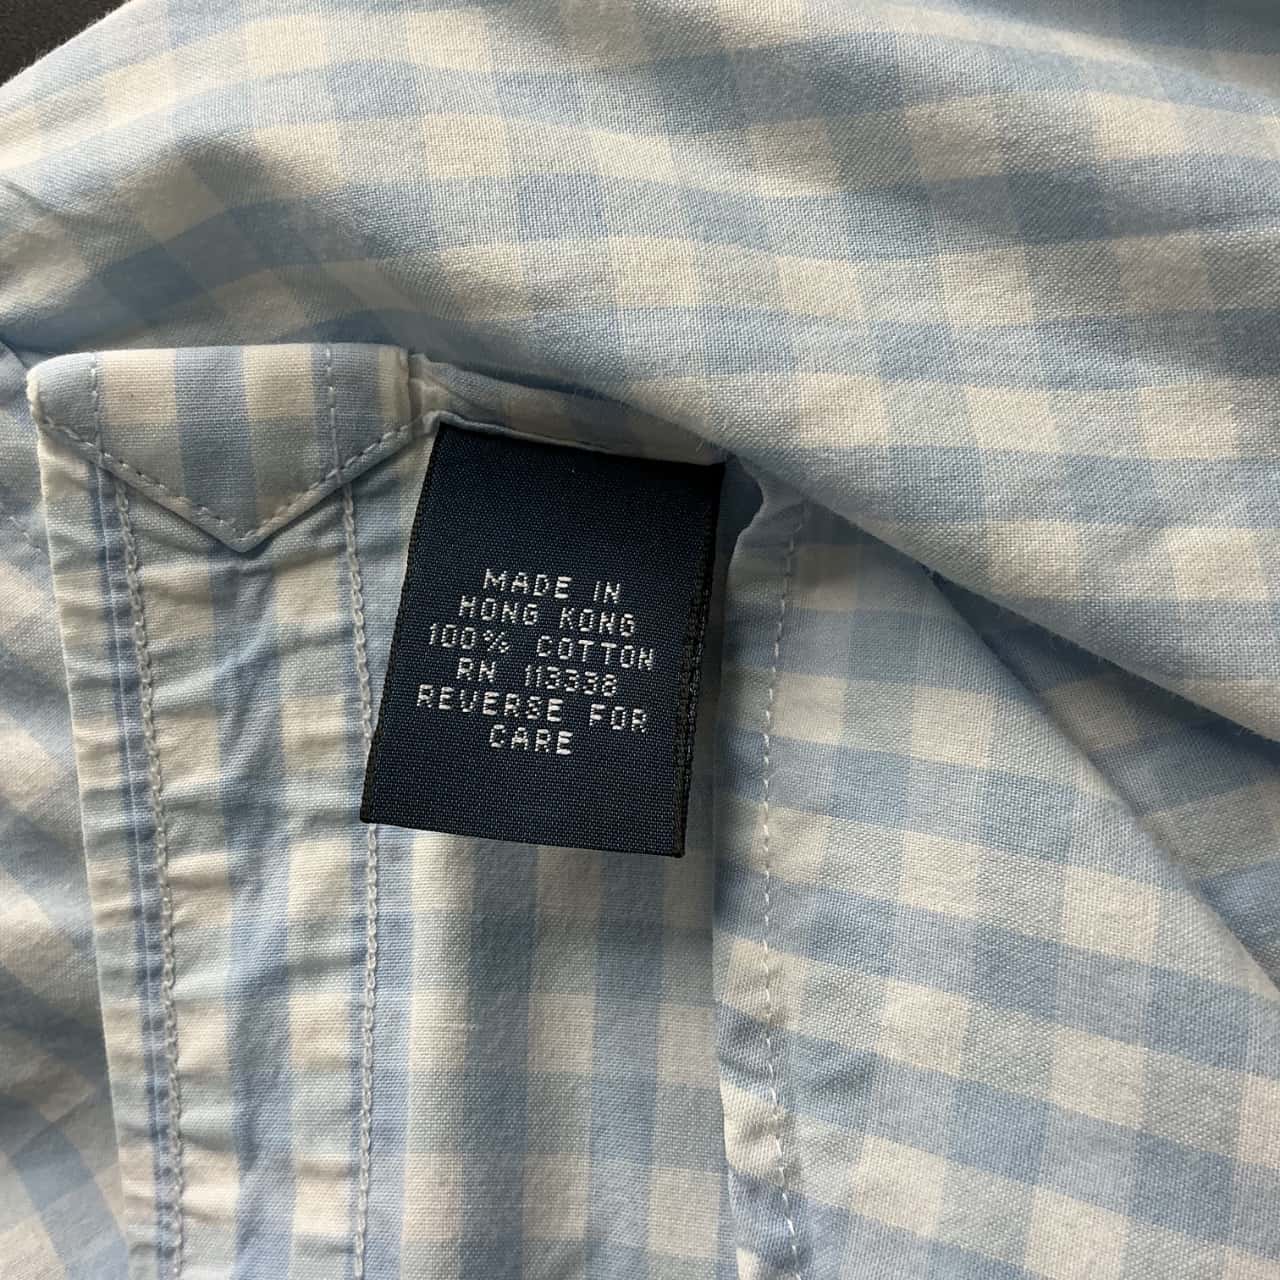 MADE IN
HONG KONG
100% COTTON
RN 113338
REVERSE FOR
CARE